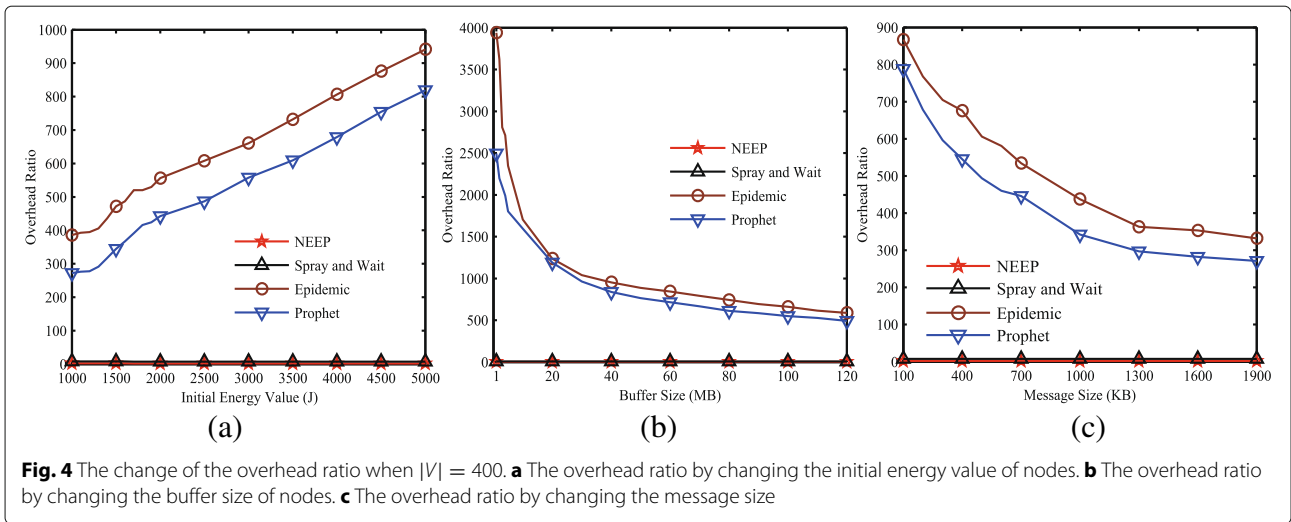 1000
900
800
700
600
500
400
300
200
100
0
Overhead Ratio
NEEP
Spray and Wait
Epidemic
Prophet
1000 1500 2000 2500 3000 3500 4000 4500 5000
Initial Energy Value (J)
(a)
4000
3500
3000
2500
2000
1500
1000
500
0
Overhead Ratio
NEEP
Spray and Wait
Epidemic
Prophet
1 20 40 60 80 100 120
Buffer Size (MB)
(b)
900
800
700
600
500
400
300
200
100
0
Overhead Ratio
NEEP
Spray and Wait
Epidemic
Prophet
100 400 700 1000 1300 1600 1900
Message Size (KB)
(c)
Fig. 4 The change of the overhead ratio when |V| = 400. a The overhead ratio by changing the initial energy value of nodes. b The overhead ratio
by changing the buffer size of nodes. c The overhead ratio by changing the message size